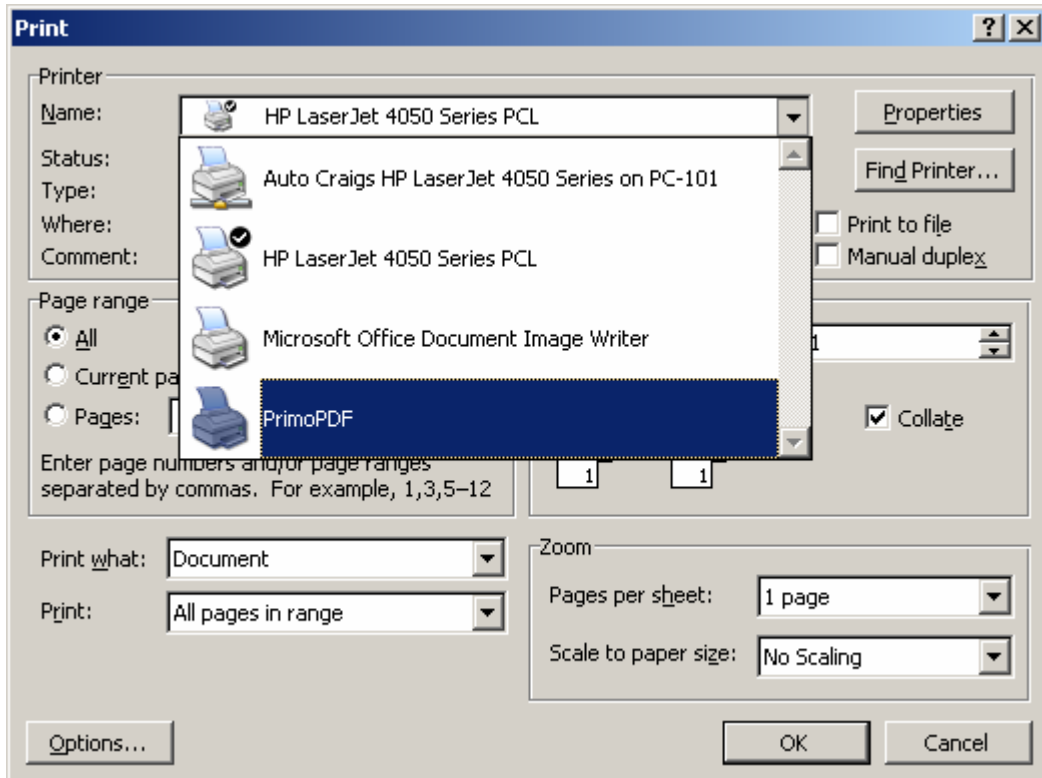 Print
Printer
Name:
HP LaserJet 4050 Series PCL
Properties
Status:
Auto Craigs HP LaserJet 4050 Series on PC-101
Find Printer...
Type:
Where:
Print to file
Comment:
HP LaserJet 4050 Series PCL
Manual duplex
Page range
All
Microsoft Office Document Image Writer
1
Current pa
Pages:
PrimoPDF
Collate
Enter page numbers and/or page ranges
separated by commas. For example, 1,3,5–12
1
1
Print what:
Document
Print:
All pages in range
Zoom
Pages per sheet:
1 page
Scale to paper size:
No Scaling
Options...
OK
Cancel